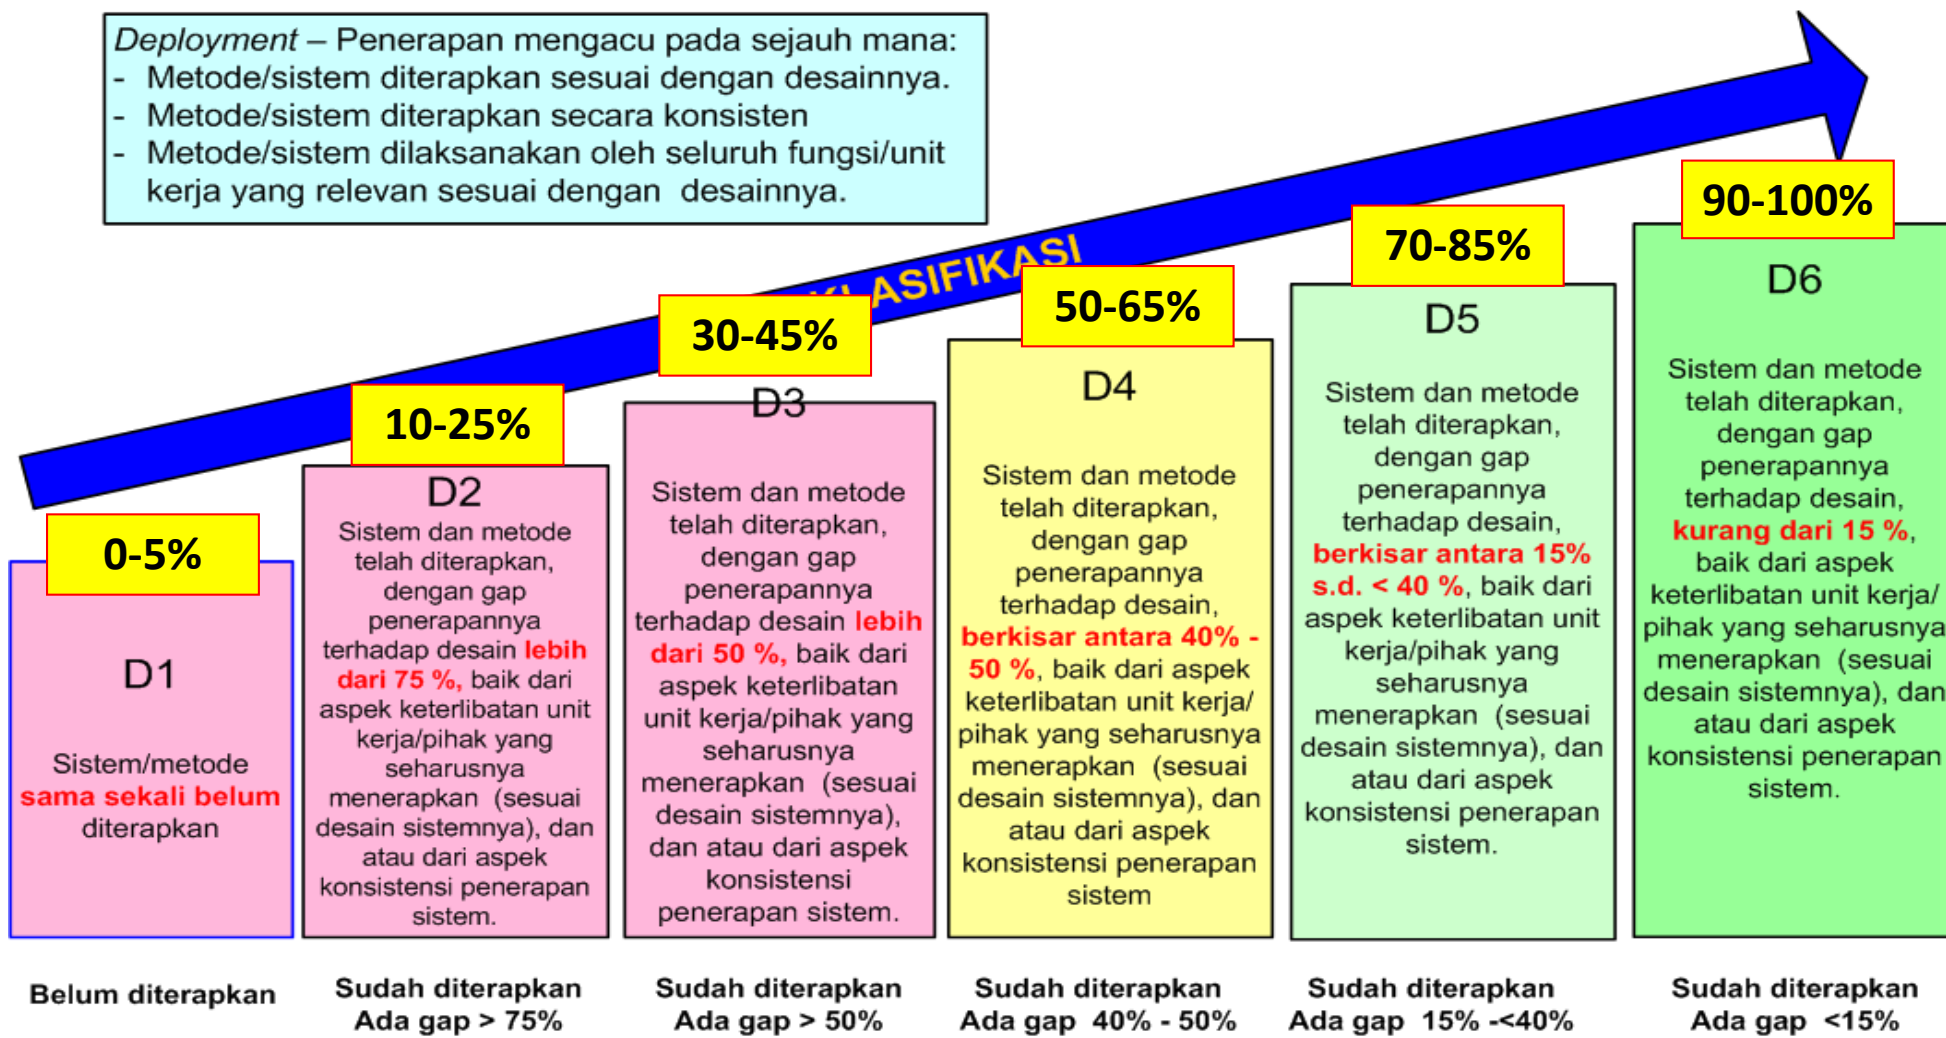 Deployment – Penerapan mengacu pada sejauh mana:
- Metode/sistem diterapkan sesuai dengan desainnya.
- Metode/sistem diterapkan secara konsisten
- Metode/sistem dilaksanakan oleh seluruh fungsi/unit
kerja yang relevan sesuai dengan desainnya.
KLASIFIKASI
0-5%
D1
Sistem/metode
sama sekali belum
diterapkan
Belum diterapkan
10-25%
D2
Sistem dan metode
telah diterapkan,
dengan gap
penerapannya
terhadap desain lebih
dari 75 %, baik dari
aspek keterlibatan unit
kerja/pihak yang
seharusnya
menerapkan (sesuai
desain sistemnya), dan
atau dari aspek
konsistensi penerapan
sistem.
Sudah diterapkan
Ada gap > 75%
30-45%
D3
Sistem dan metode
telah diterapkan,
dengan gap
penerapannya
terhadap desain lebih
dari 50 %, baik dari
aspek keterlibatan
unit kerja/pihak yang
seharusnya
menerapkan (sesuai
desain sistemnya),
dan atau dari aspek
konsistensi
penerapan sistem.
Sudah diterapkan
Ada gap > 50%
50-65%
D4
Sistem dan metode
telah diterapkan,
dengan gap
penerapannya
terhadap desain,
berkisar antara 40% -
50 %, baik dari aspek
keterlibatan unit kerja/
pihak yang seharusnya
menerapkan (sesuai
desain sistemnya), dan
atau dari aspek
konsistensi penerapan
sistem
Sudah diterapkan
Ada gap 40% - 50%
70-85%
D5
Sistem dan metode
telah diterapkan,
dengan gap
penerapannya
terhadap desain,
berkisar antara 15%
s.d. < 40 %, baik dari
aspek keterlibatan unit
kerja/pihak yang
seharusnya
menerapkan (sesuai
desain sistemnya), dan
atau dari aspek
konsistensi penerapan
sistem.
Sudah diterapkan
Ada gap 15% -<40%
90-100%
D6
Sistem dan metode
telah diterapkan,
dengan gap
penerapannya
terhadap desain,
kurang dari 15 %,
baik dari aspek
keterlibatan unit kerja/
pihak yang seharusnya
menerapkan (sesuai
desain sistemnya), dan
atau dari aspek
konsistensi penerapan
sistem.
Sudah diterapkan
Ada gap <15%